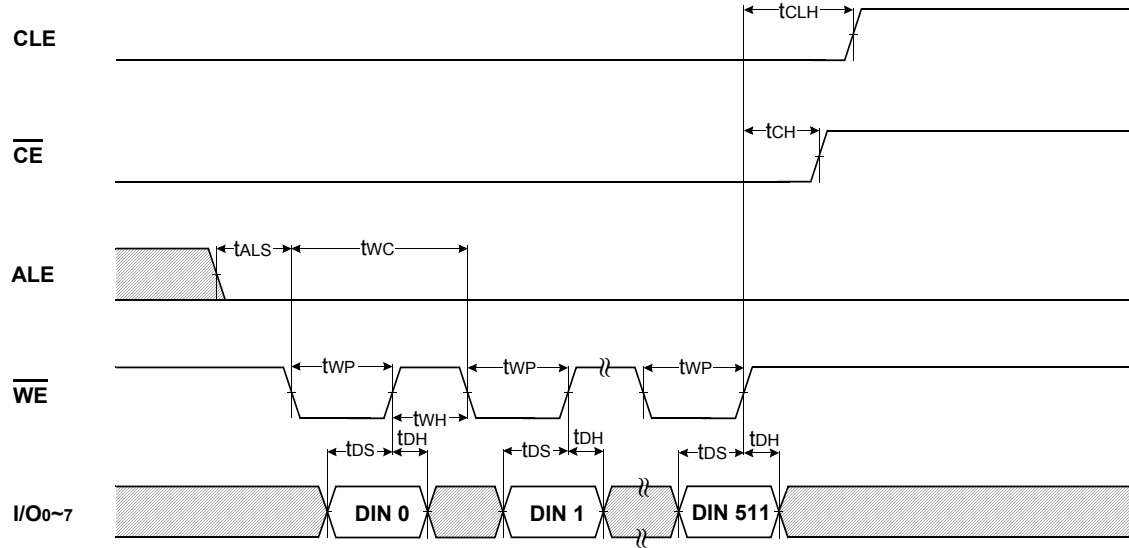 CLE
tCLH
CE
tCH
ALE
tALS
tWC
WE
tWP
tWP
tWP
tWH
tDS
tDH
tDS
tDH
tDS
tDH
I/O0~7
DIN 0
DIN 1
DIN 511